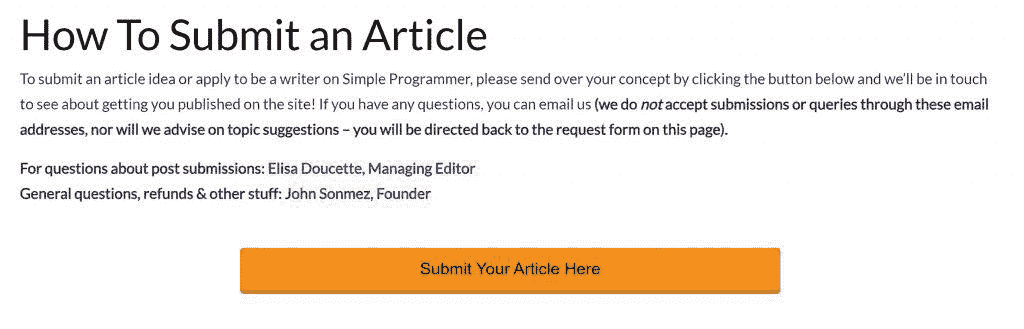 How To Submit an Article
To submit an article idea or apply to be a writer on Simple Programmer, please send over your concept by clicking the button below and we'll be in touch
to see about getting you published on the site! If you have any questions, you can email us (we do not accept submissions or queries through these email
addresses, nor will we advise on topic suggestions – you will be directed back to the request form on this page).
For questions about post submissions: Elisa Doucette, Managing Editor
General questions, refunds & other stuff: John Sonmez, Founder
Submit Your Article Here